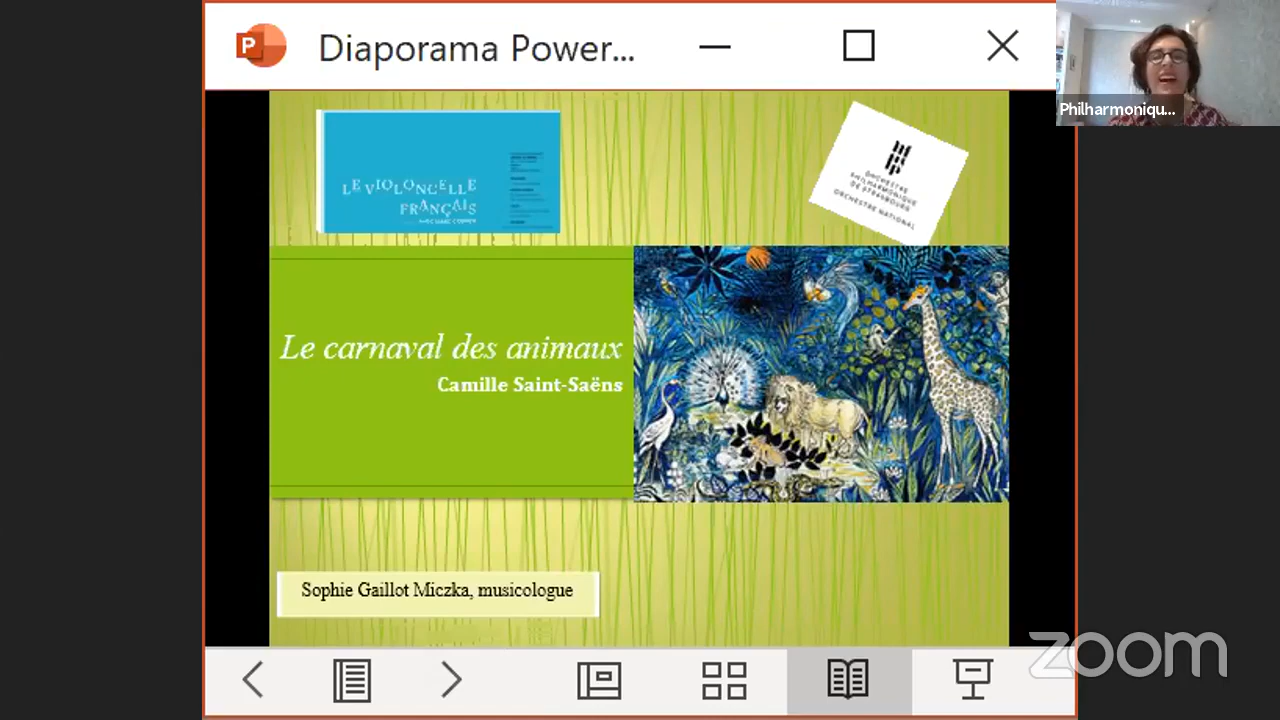 Diaporama Power...
Philharmoniqu...
LE VIOLONCELLE
FRANÇAIS
ORCHESTRE
PHILHARMONIQUE
DE STRASBOURG
ORCHESTRE NATIONAL
Le carnaval des animaux
Camille Saint-Saëns
Sophie Gaillot Miczka, musicologue
zoom